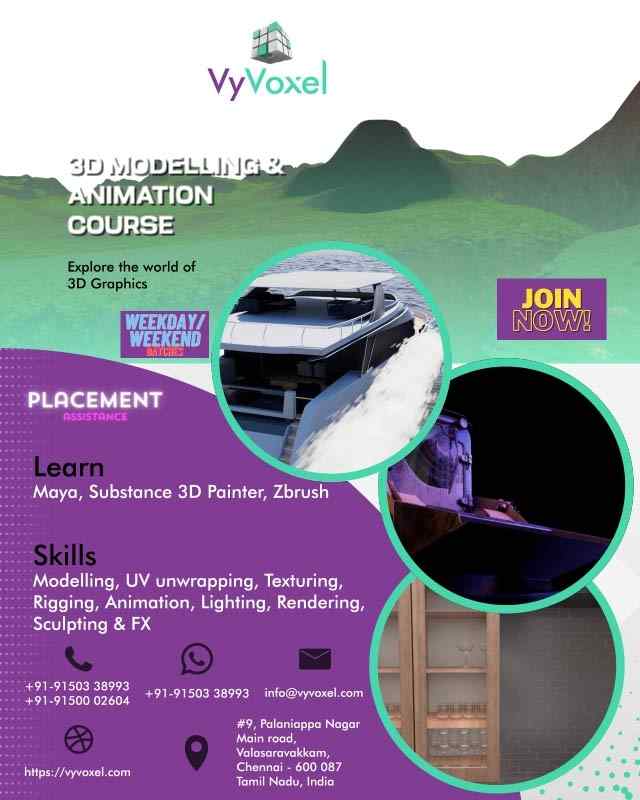 VyVoxel
3D MODELLING &
ANIMATION
COURSE
Explore the world of
3D Graphics
WEEKDAY/
WEEKEND
BATCHES
JOIN
NOW!
PLACEMENT
ASSISTANCE
Learn
Maya, Substance 3D Painter, Zbrush
Skills
Modelling, UV unwrapping, Texturing,
Rigging, Animation, Lighting, Rendering,
Sculpting & FX
+91-91503 38993
+91-91500 02604
+91-91503 38993
info@vyvoxel.com
https://vyvoxel.com
#9, Palaniappa Nagar
Main road,
Valasaravakkam,
Chennai - 600 087
Tamil Nadu, India